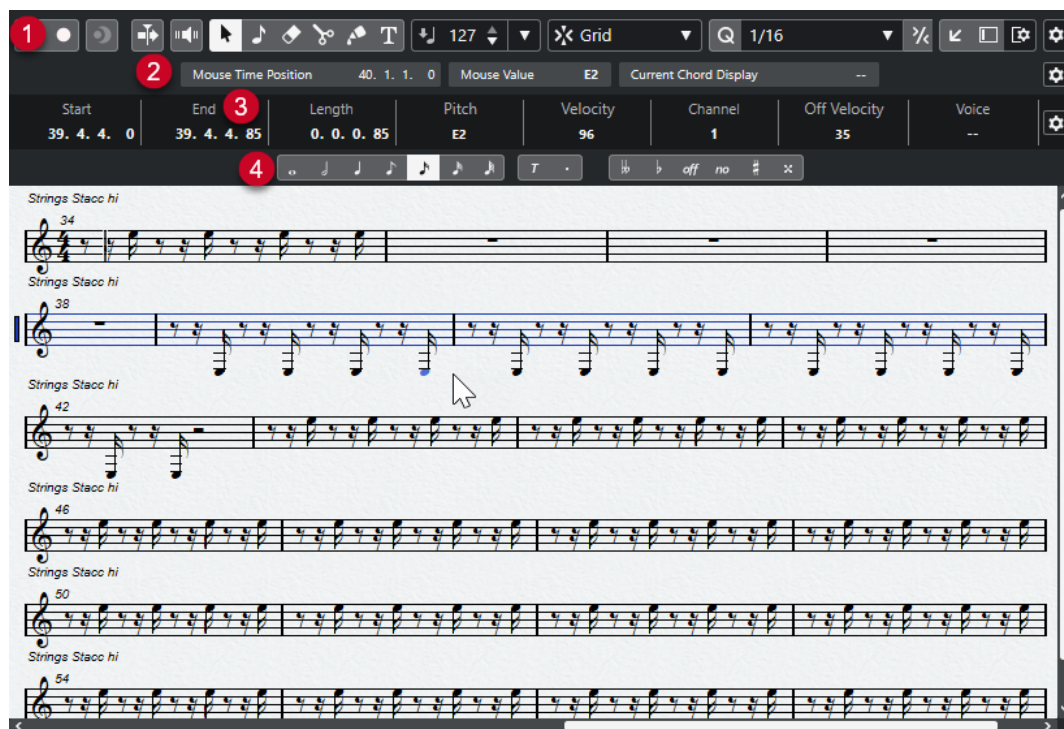 1 T 127 Grid Q 1/16
2 Mouse Time Position 40. 1. 1. 0 Mouse Value E2 Current Chord Display --
Start End 3 Length Pitch Velocity Channel Off Velocity Voice
39. 4. 4. 0 39. 4. 4. 85 0. 0. 0. 85 E2 96 1 35 --
4 T . off no
Strings Stacc hi
34
4
4
Strings Stacc hi
38
Strings Stacc hi
42
Strings Stacc hi
46
Strings Stacc hi
50
Strings Stacc hi
54